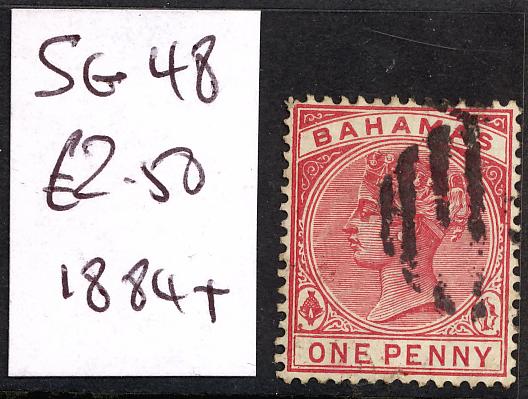 SG 48
£2.50
1884+
BAHAMAS
ONE PENNY